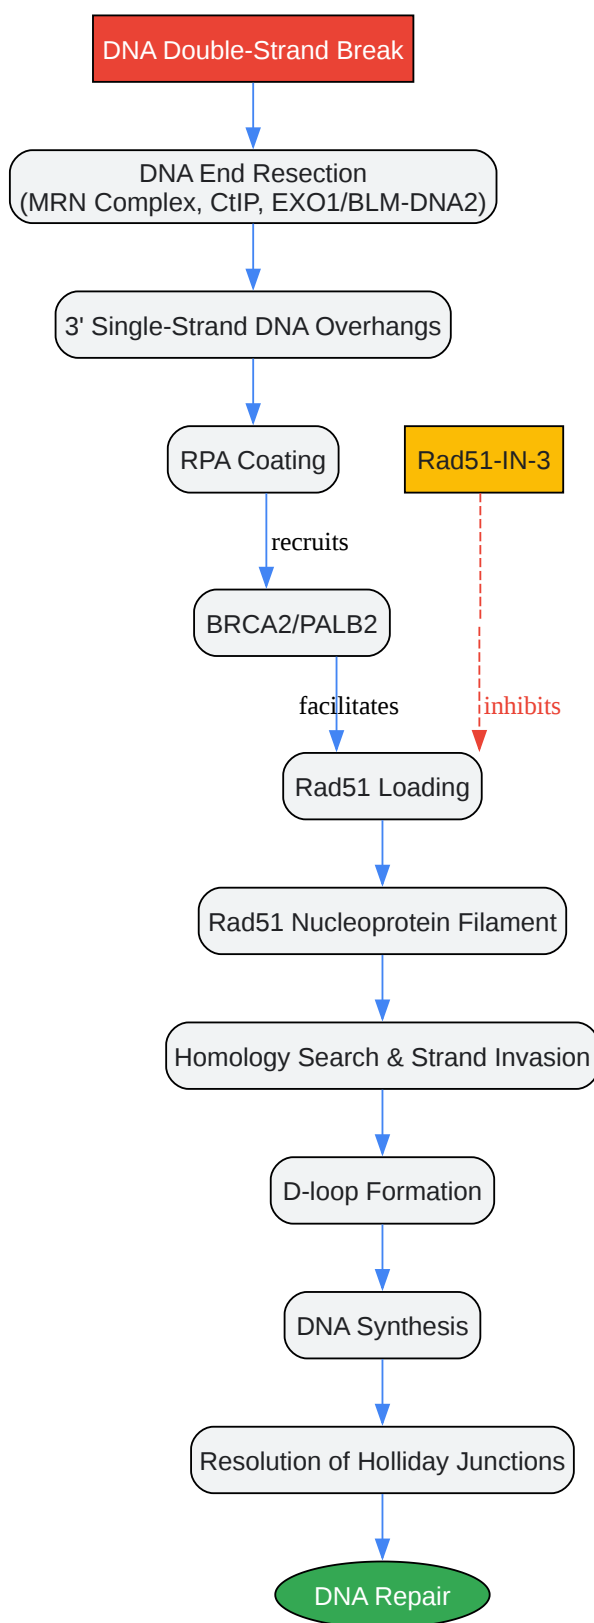 DNA Double-Strand Break
DNA End Resection
(MRN Complex, CtIP, EXO1/BLM-DNA2)
3' Single-Strand DNA Overhangs
RPA Coating
Rad51-IN-3
recruits
BRCA2/PALB2
facilitates
inhibits
Rad51 Loading
Rad51 Nucleoprotein Filament
Homology Search & Strand Invasion
D-loop Formation
DNA Synthesis
Resolution of Holliday Junctions
DNA Repair